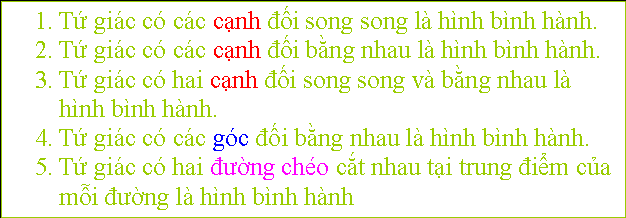 1. Tứ giác có các cạnh đối song song là hình bình hành.
2. Tứ giác có các cạnh đối bằng nhau là hình bình hành.
3. Tứ giác có hai cạnh đối song song và bằng nhau là
hình bình hành.
4. Tứ giác có các góc đối bằng nhau là hình bình hành.
5. Tứ giác có hai đường chéo cắt nhau tại trung điểm của
mỗi đường là hình bình hành